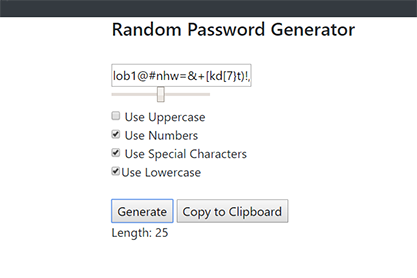 Random Password Generator
lob1@#nhw=&+[kd[7}t)!,
Use Uppercase
Use Numbers
Use Special Characters
Use Lowercase
Generate Copy to Clipboard
Length: 25